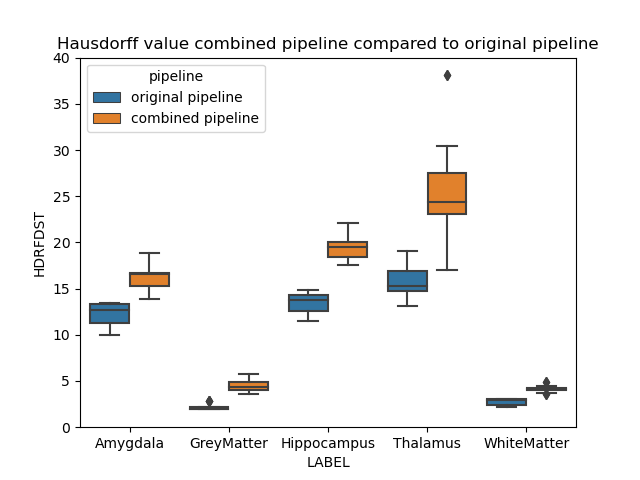 Hausdorff value combined pipeline compared to original pipeline
pipeline
original pipeline
combined pipeline
HDRFDST
40
35
30
25
20
15
10
5
0
Amygdala GreyMatter Hippocampus Thalamus WhiteMatter
LABEL